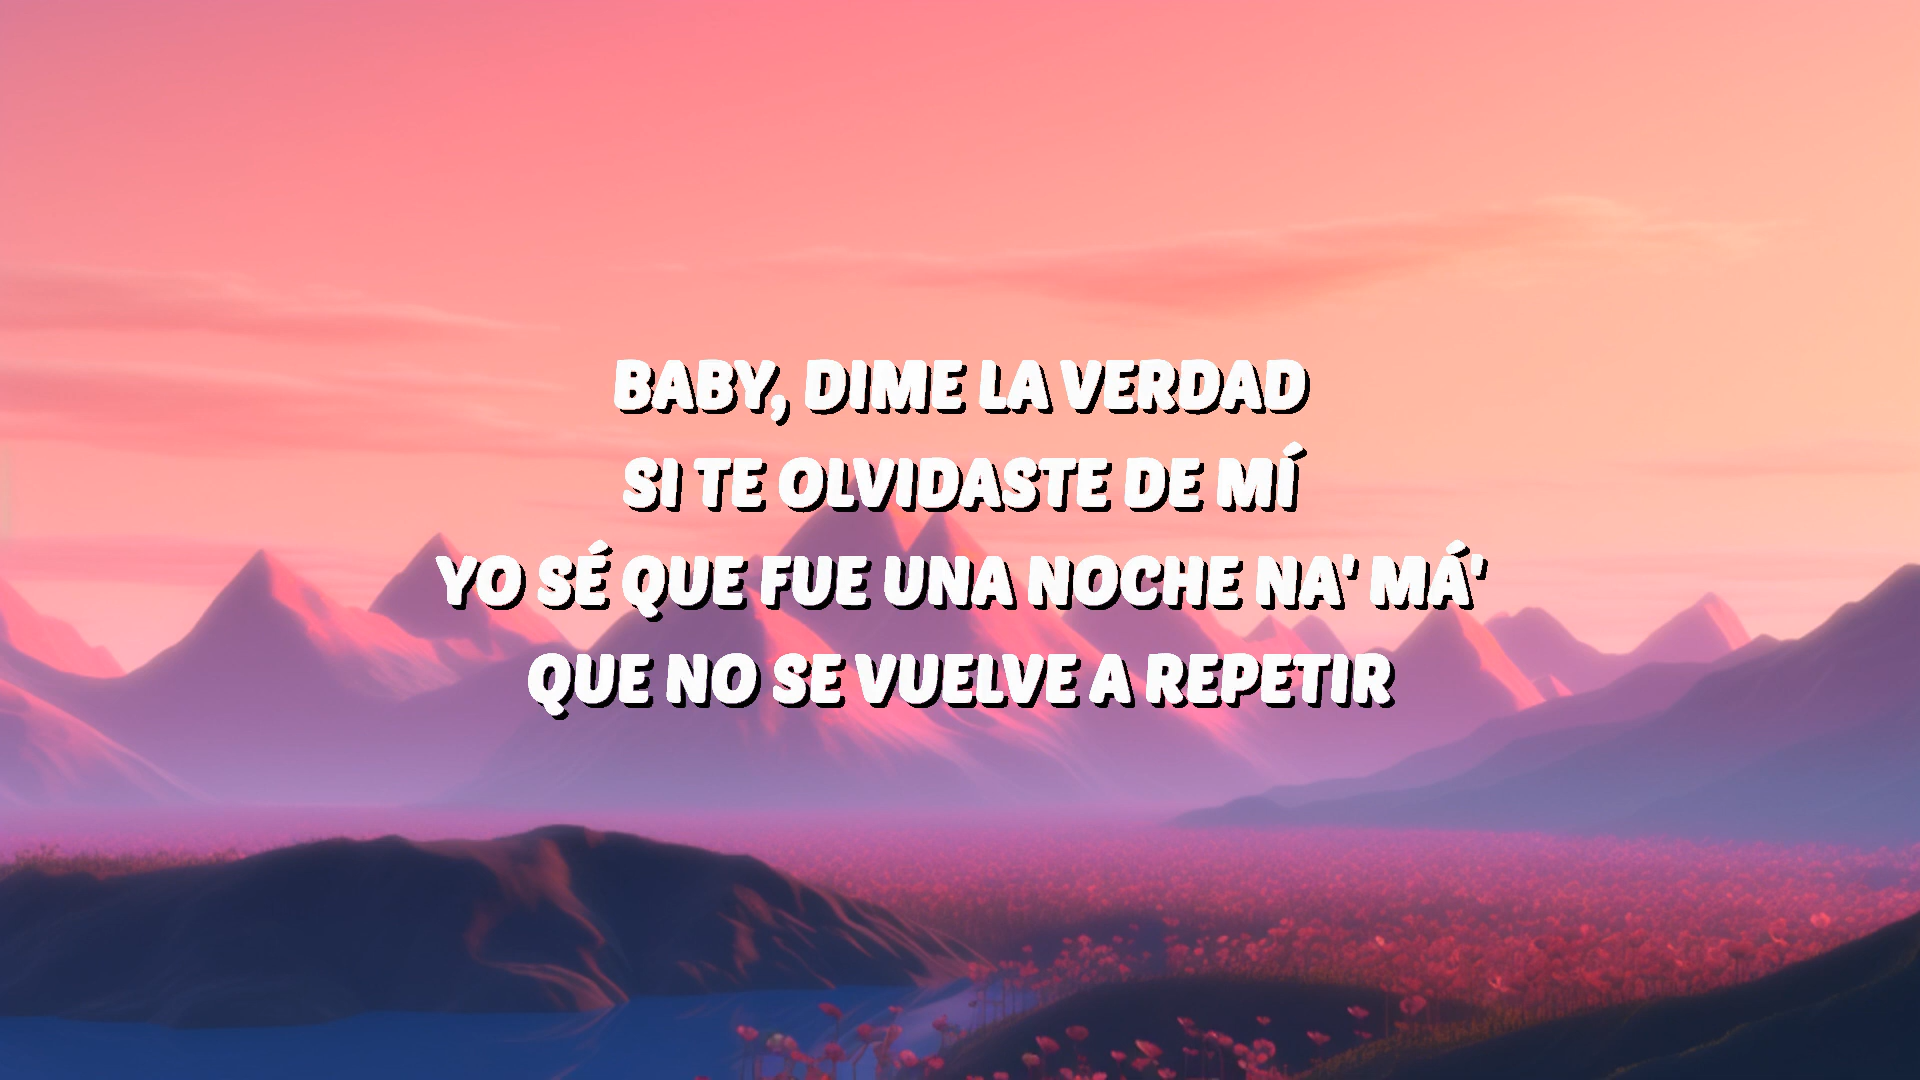 BABY, DIME LA VERDAD
SI TE OLVIDASTE DE MÍ
YO SÉ QUE FUE UNA NOCHE NA' MÁ'
QUE NO SE VUELVE A REPETIR